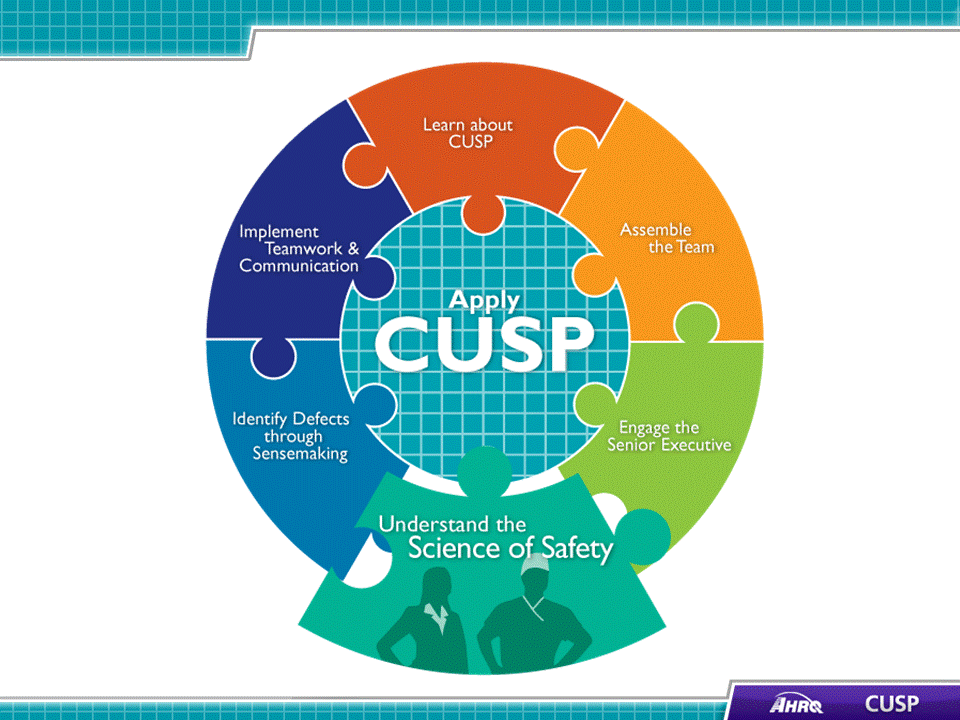 Learn about
CUSP
Assemble
the Team
Engage the
Senior Executive
Understand the
Science of Safety
Identify Defects
through
Sensemaking
Implement
Teamwork &
Communication
Apply
CUSP
AHRQ
CUSP